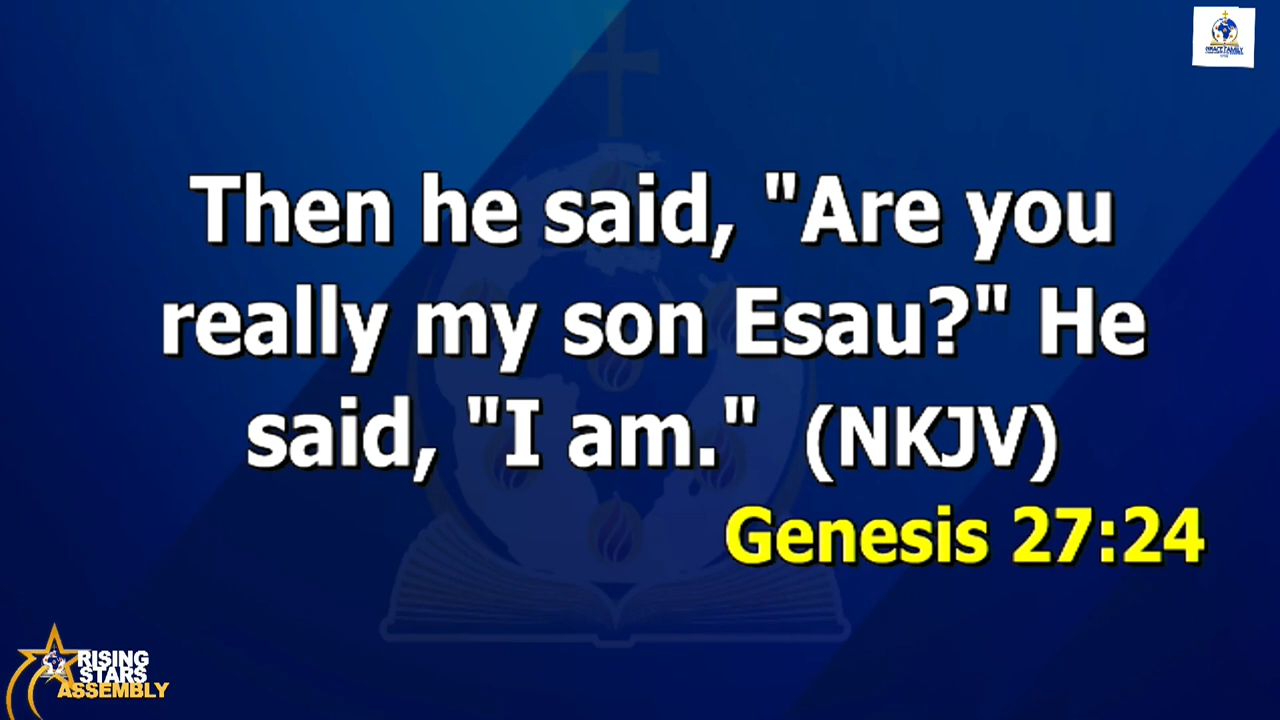 Then he said, "Are you
really my son Esau?" He
said, "I am." (NKJV)
Genesis 27:24
RISING
STARS
ASSEMBLY